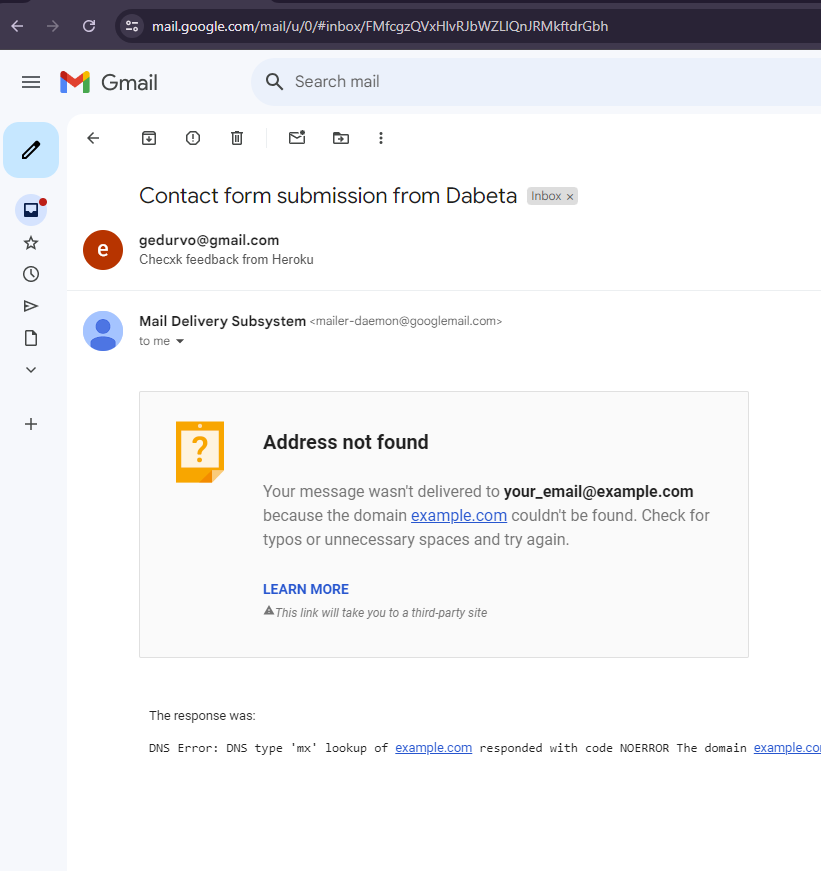 mail.google.com/mail/u/0/#inbox/FMfcgzQVxHlvRJbWZLlQnJRMkftdrGbh
Gmail
Search mail
Contact form submission from Dabeta Inbox ×
e
gedurvo@gmail.com
Checxk feedback from Heroku
Mail Delivery Subsystem <mailer-daemon@googlemail.com>
to me
?
Address not found
Your message wasn't delivered to your_email@example.com
because the domain example.com couldn't be found. Check for
typos or unnecessary spaces and try again.
LEARN MORE
This link will take you to a third-party site
The response was:
DNS Error: DNS type 'mx' lookup of example.com responded with code NOERROR The domain example.co